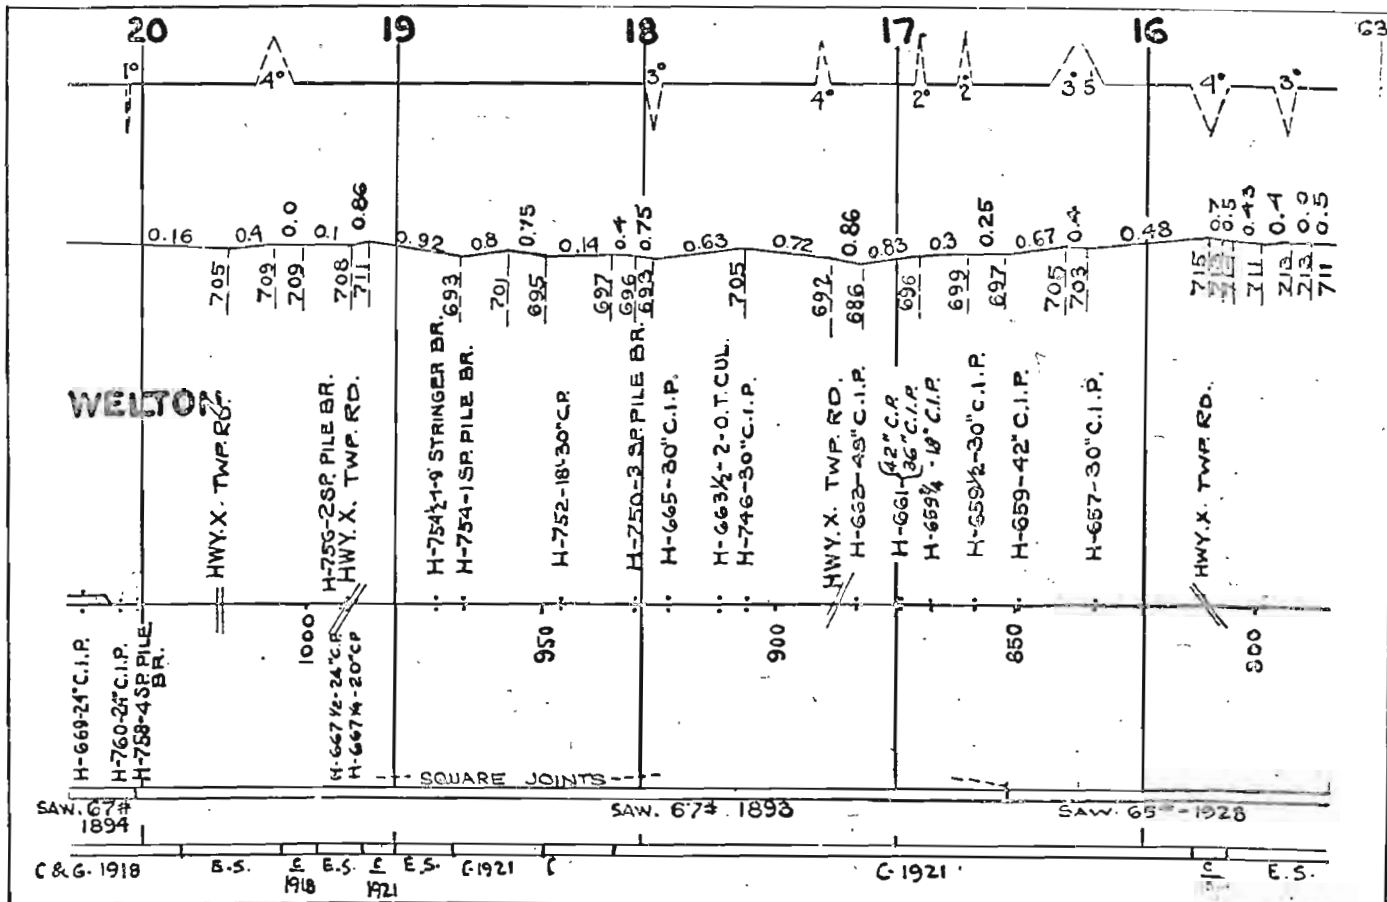 20 19 18 17 16 63
1° 4° 3° 4° 2° 2° 3°5 4° 3°
0.16 0.4 0.0 0.1 0.86 0.92 0.8 0.75 0.14 0.4 0.75 0.63 0.72 0.86 0.83 0.3 0.25 0.67 0.4 0.48 0.7 0.5 0.43 0.4 0.0 0.5
705 709 709 708 711 693 701 695 697 696 693 705 692 686 696 699 697 705 703 715 711 713 713 711
WELTON
HWY. X. TWP. RD.
H-756-2 SP. PILE BR.
HWY. X. TWP. RD.
H-754½-1-9' STRINGER BR.
H-754-1 SP. PILE BR.
H-752-18'-30" C.P.
H-750-3 SP. PILE BR.
H-665-30" C.I.P.
H-663½-2-O.T. CUL.
H-746-30" C.I.P.
HWY. X. TWP. RD.
H-663-48" C.I.P.
H-661-{42" C.P.
36" C.I.P.
H-659¾-18" C.I.P.
H-659½-30" C.I.P.
H-659-42" C.I.P.
H-657-30" C.I.P.
HWY. X. TWP. RD.
1000 950 900 850 800
H-669-24" C.I.P.
H-760-24" C.I.P.
H-758-4 SP. PILE
BR.
H-667½-24" C.P.
H-667¼-20" CP
SQUARE JOINTS
SAW. 67#
1894
SAW. 67# 1893
SAW. 65# - 1928
C & G. 1918 E.S. C
1918 E.S. C
1921 E.S. C-1921 C C-1921 C E.S.